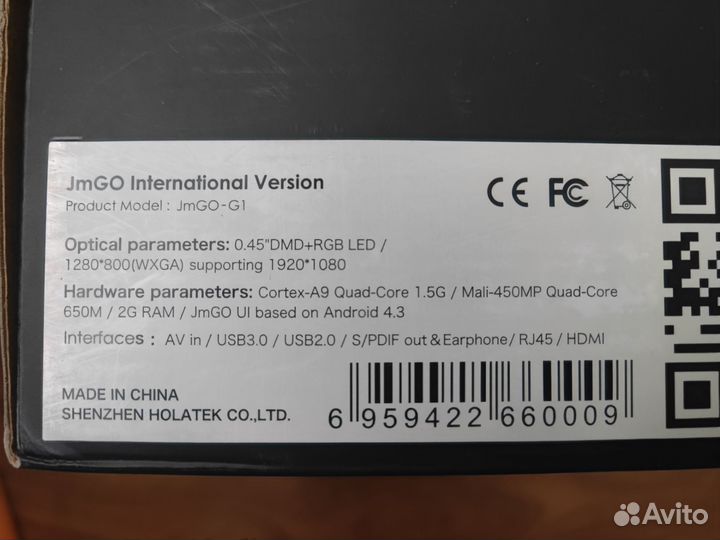 JmGO International Version
Product Model : JmGO-G1
CE FC
Optical parameters: 0.45"DMD+RGB LED /
1280*800(WXGA) supporting 1920*1080
Hardware parameters: Cortex-A9 Quad-Core 1.5G / Mali-450MP Quad-Core
650M / 2G RAM / JmGO UI based on Android 4.3
Interfaces : AV in / USB3.0 / USB2.0 / S/PDIF out & Earphone/ RJ45 / HDMI
MADE IN CHINA
SHENZHEN HOLATEK CO.,LTD.
6 959422 660009
Avito